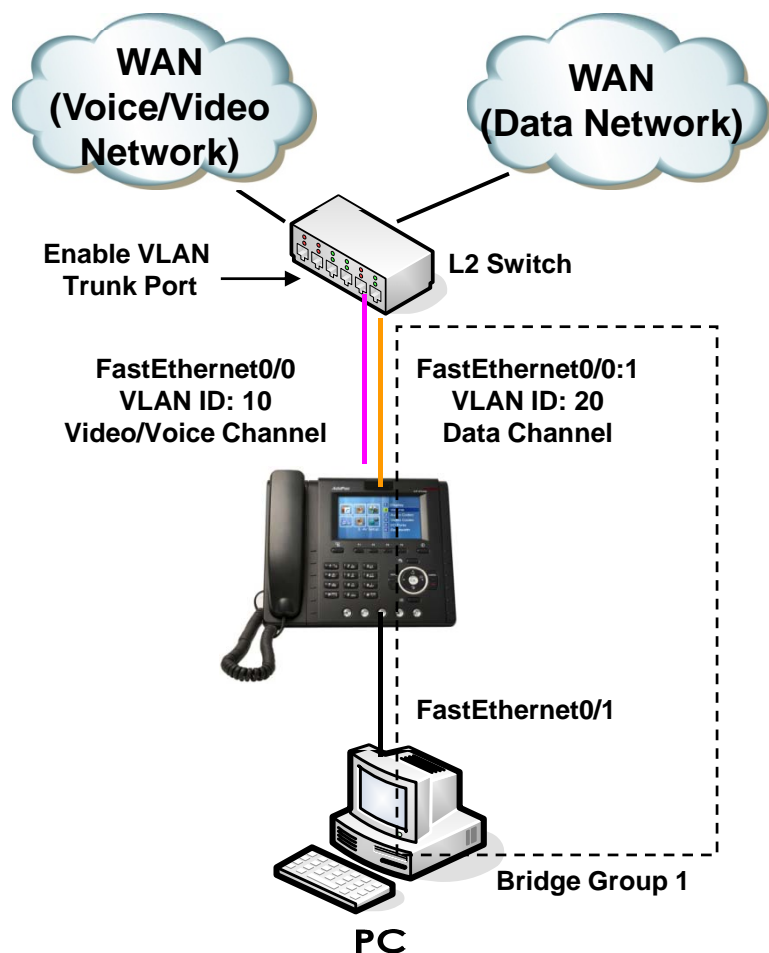 WAN
(Voice/Video
Network)
WAN
(Data Network)
Enable VLAN
Trunk Port
L2 Switch
FastEthernet0/0
VLAN ID: 10
Video/Voice Channel
FastEthernet0/0:1
VLAN ID: 20
Data Channel
FastEthernet0/1
Bridge Group 1
PC